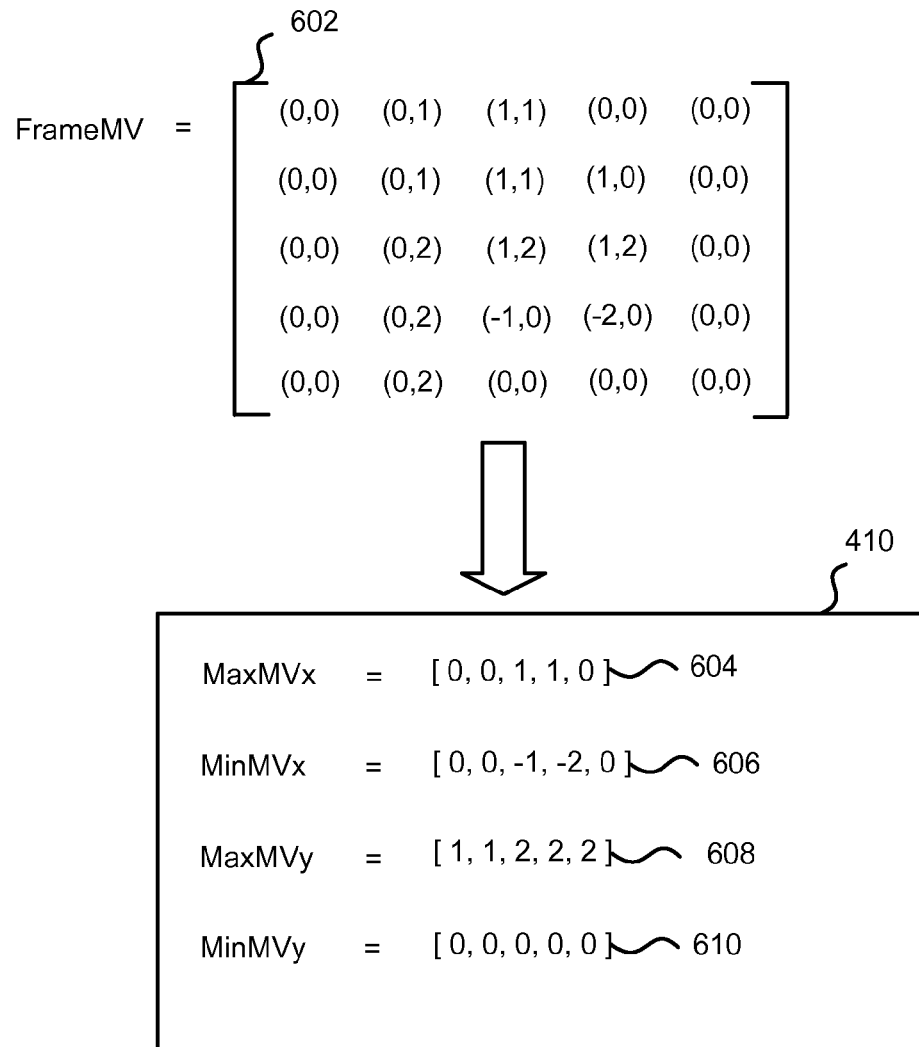 602
FrameMV = (0,0) (0,1) (1,1) (0,0) (0,0)
(0,0) (0,1) (1,1) (1,0) (0,0)
(0,0) (0,2) (1,2) (1,2) (0,0)
(0,0) (0,2) (-1,0) (-2,0) (0,0)
(0,0) (0,2) (0,0) (0,0) (0,0)
410
MaxMVx = [ 0, 0, 1, 1, 0 ] 604
MinMVx = [ 0, 0, -1, -2, 0 ] 606
MaxMVy = [ 1, 1, 2, 2, 2 ] 608
MinMVy = [ 0, 0, 0, 0, 0 ] 610